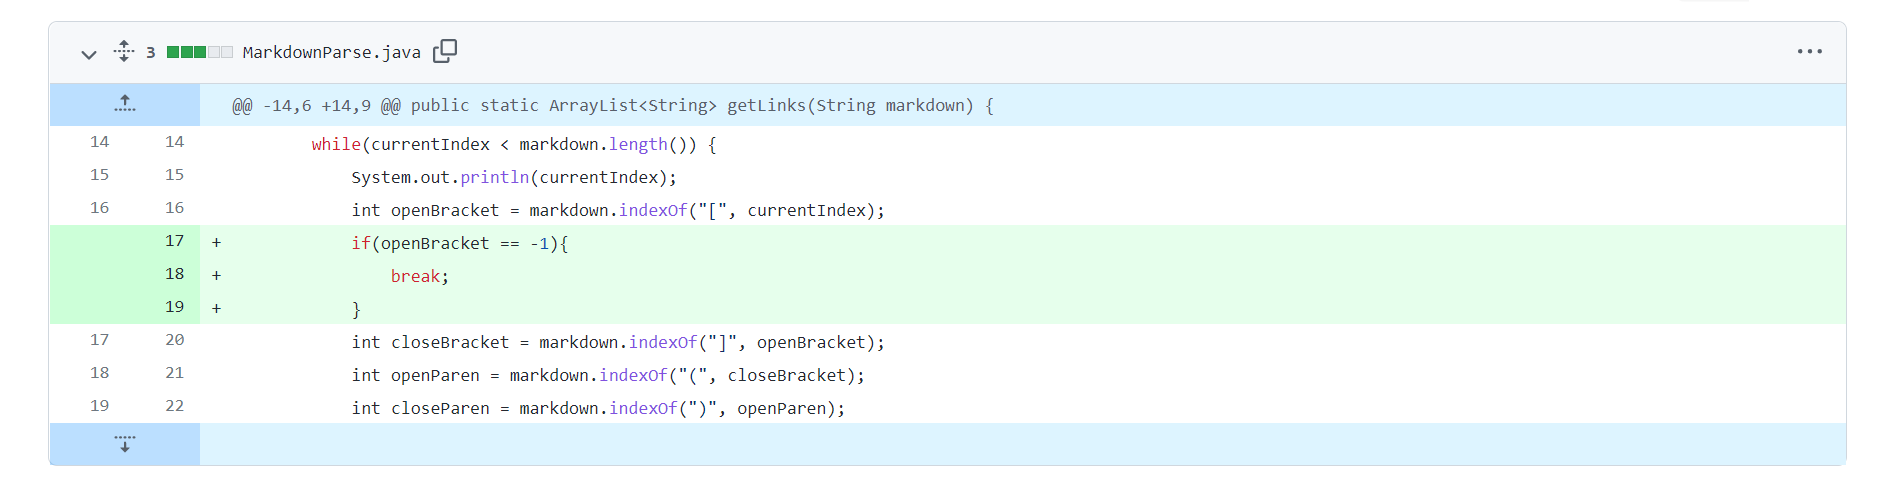 3 MarkdownParse.java
@@ -14,6 +14,9 @@ public static ArrayList<String> getLinks(String markdown) {
14 14 while(currentIndex < markdown.length()) {
15 15 System.out.println(currentIndex);
16 16 int openBracket = markdown.indexOf("[", currentIndex);
17 + if(openBracket == -1){
18 + break;
19 + }
17 20 int closeBracket = markdown.indexOf("]", openBracket);
18 21 int openParen = markdown.indexOf("(", closeBracket);
19 22 int closeParen = markdown.indexOf(")", openParen);